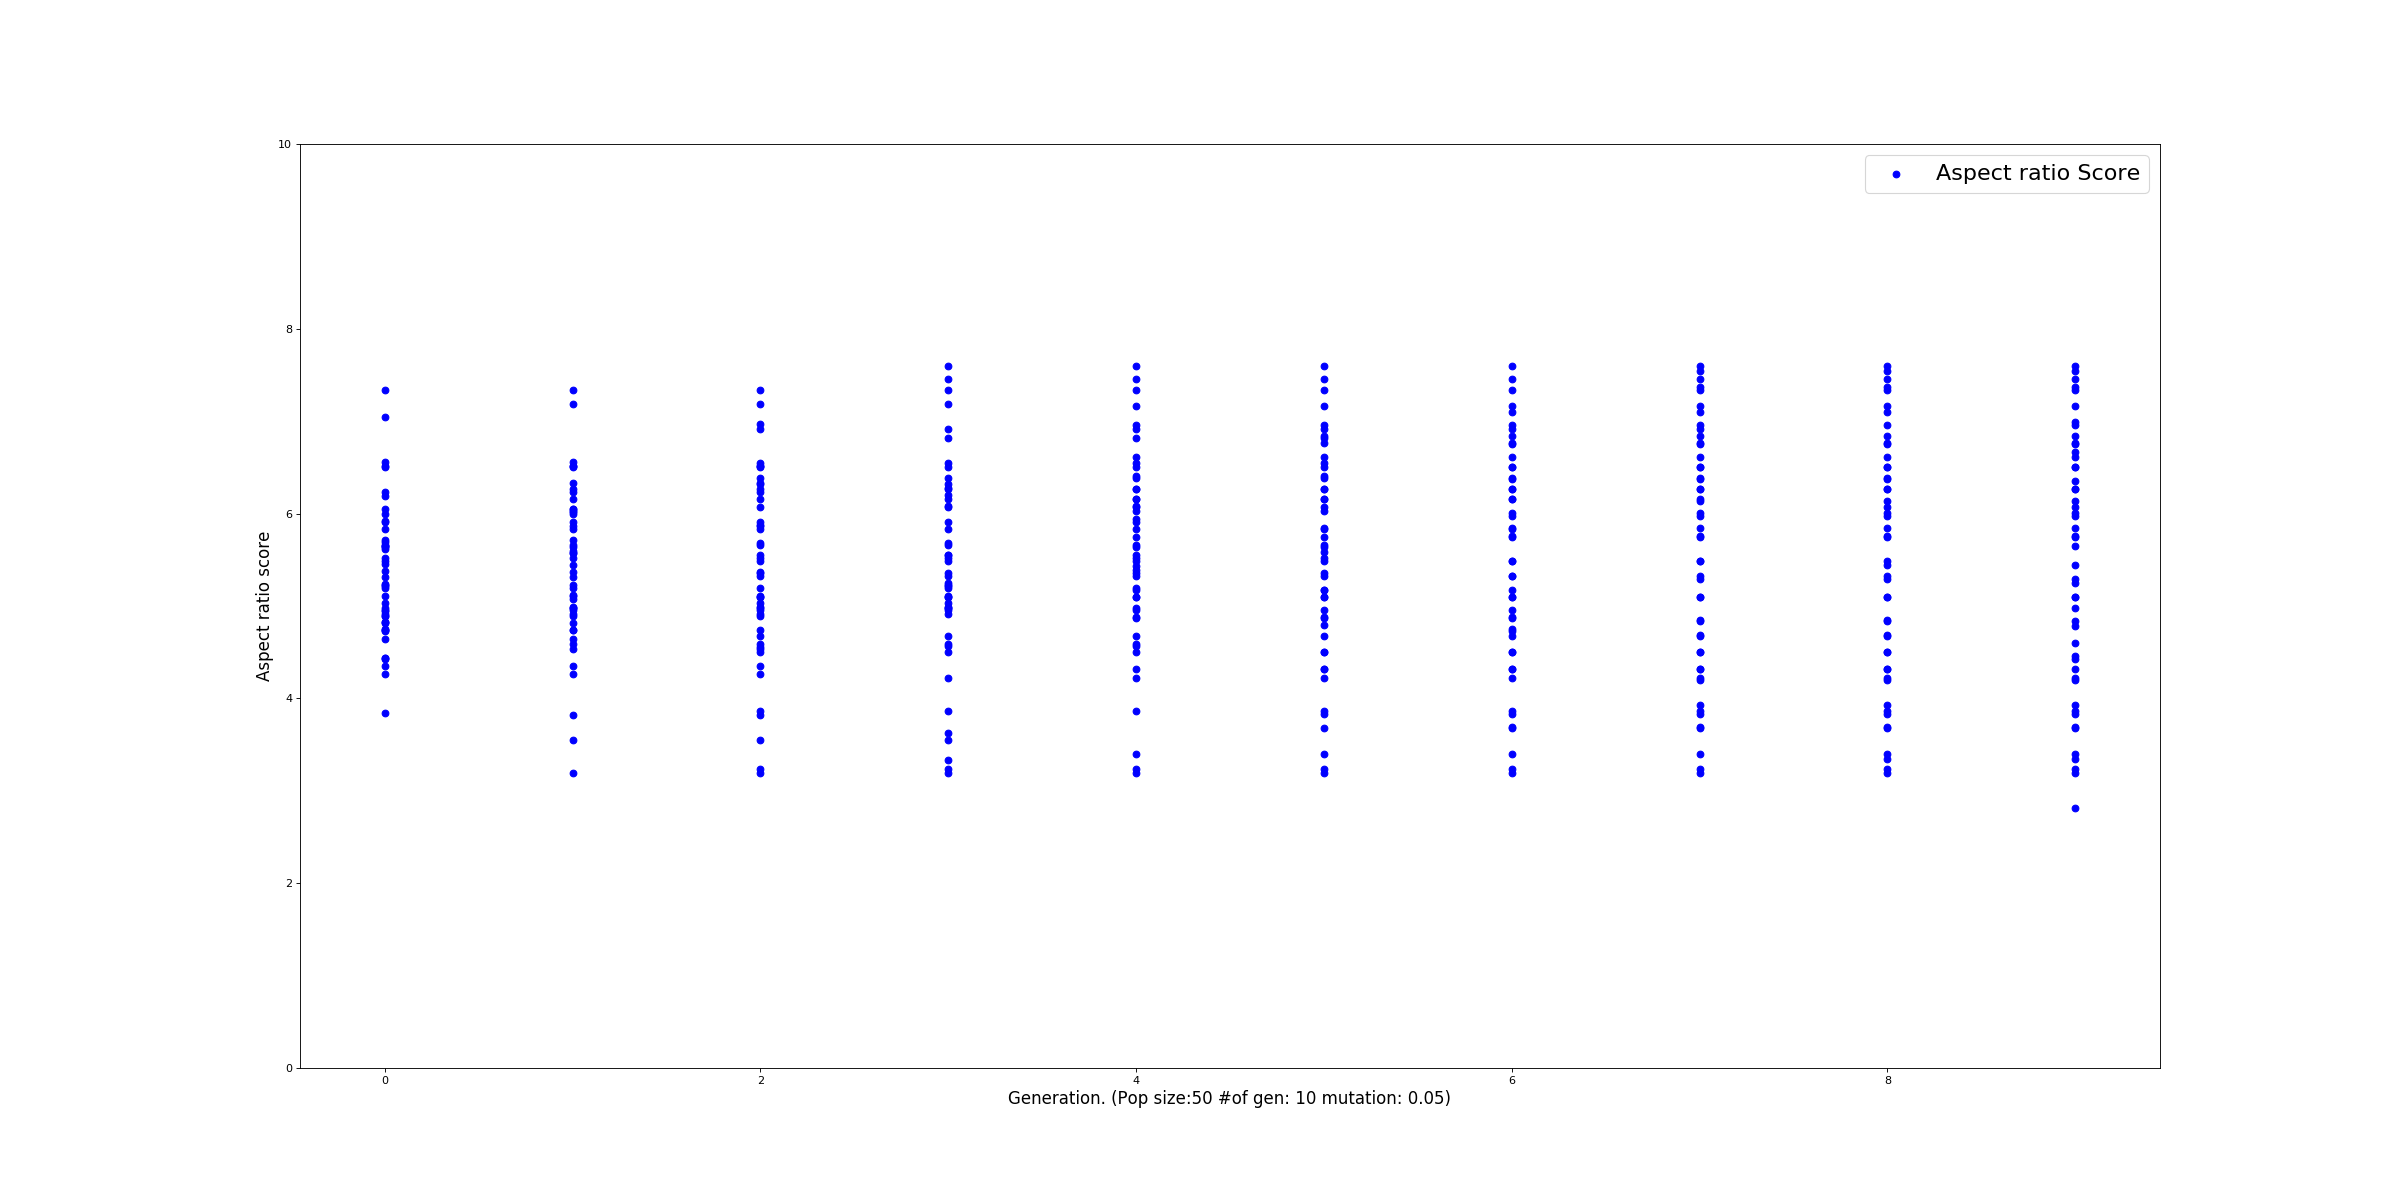 10
Aspect ratio Score
8
6
Aspect ratio score
4
2
0
0 2 4 6 8
Generation. (Pop size:50 #of gen: 10 mutation: 0.05)